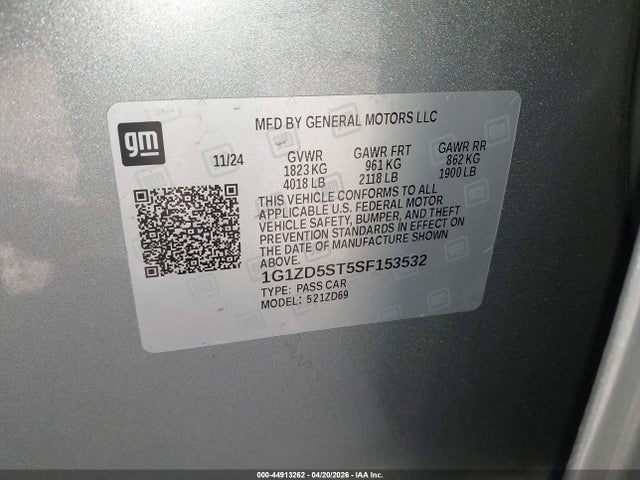 MFD BY GENERAL MOTORS LLC
gm
11/24 GVWR GAWR FRT GAWR RR
1823 KG 961 KG 862 KG
4018 LB 2118 LB 1900 LB
THIS VEHICLE CONFORMS TO ALL
APPLICABLE U.S. FEDERAL MOTOR
VEHICLE SAFETY, BUMPER, AND THEFT
PREVENTION STANDARDS IN EFFECT ON
THE DATE OF MANUFACTURE SHOWN
ABOVE.
1G1ZD5ST5SF153532
TYPE: PASS CAR
MODEL: 521ZD69
000-44913262 | 04/20/2026 | IAA Inc.